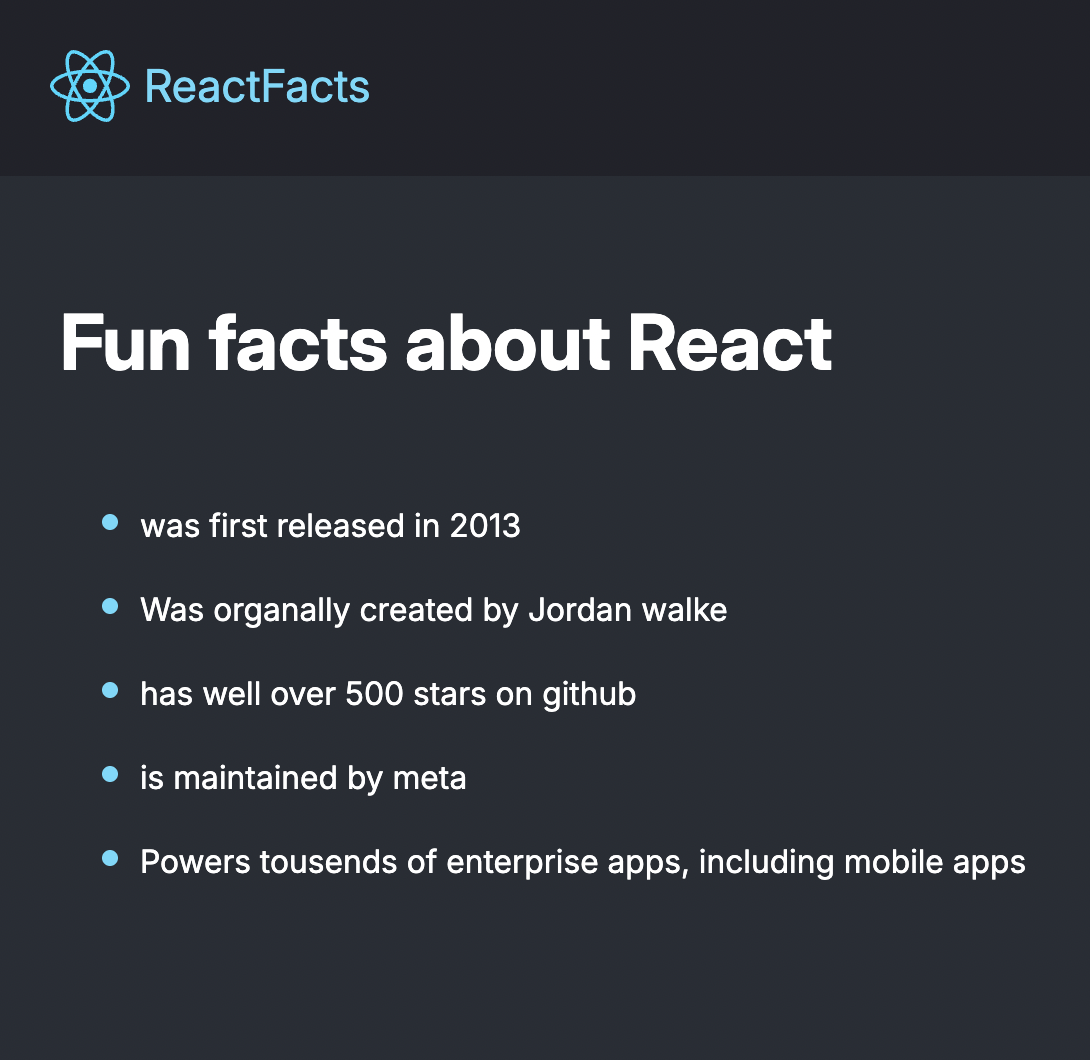 ReactFacts
Fun facts about React
was first released in 2013
Was organally created by Jordan walke
has well over 500 stars on github
is maintained by meta
Powers tousends of enterprise apps, including mobile apps